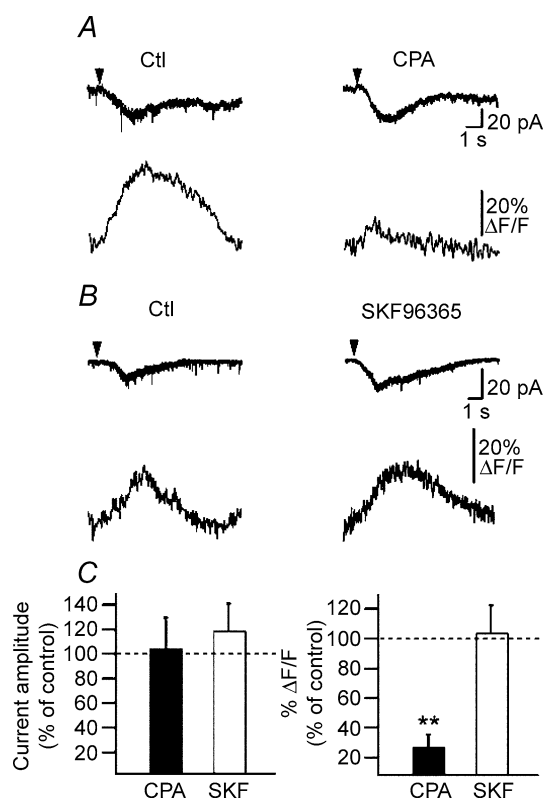 A
Ctl
CPA
20 pA
1 s
20%
ΔF/F
B
Ctl
SKF96365
20 pA
1 s
20%
ΔF/F
C
Current amplitude
(% of control)
140
120
100
80
60
40
20
CPA
SKF
% ΔF/F
(% of control)
120
100
80
60
40
20
**
CPA
SKF